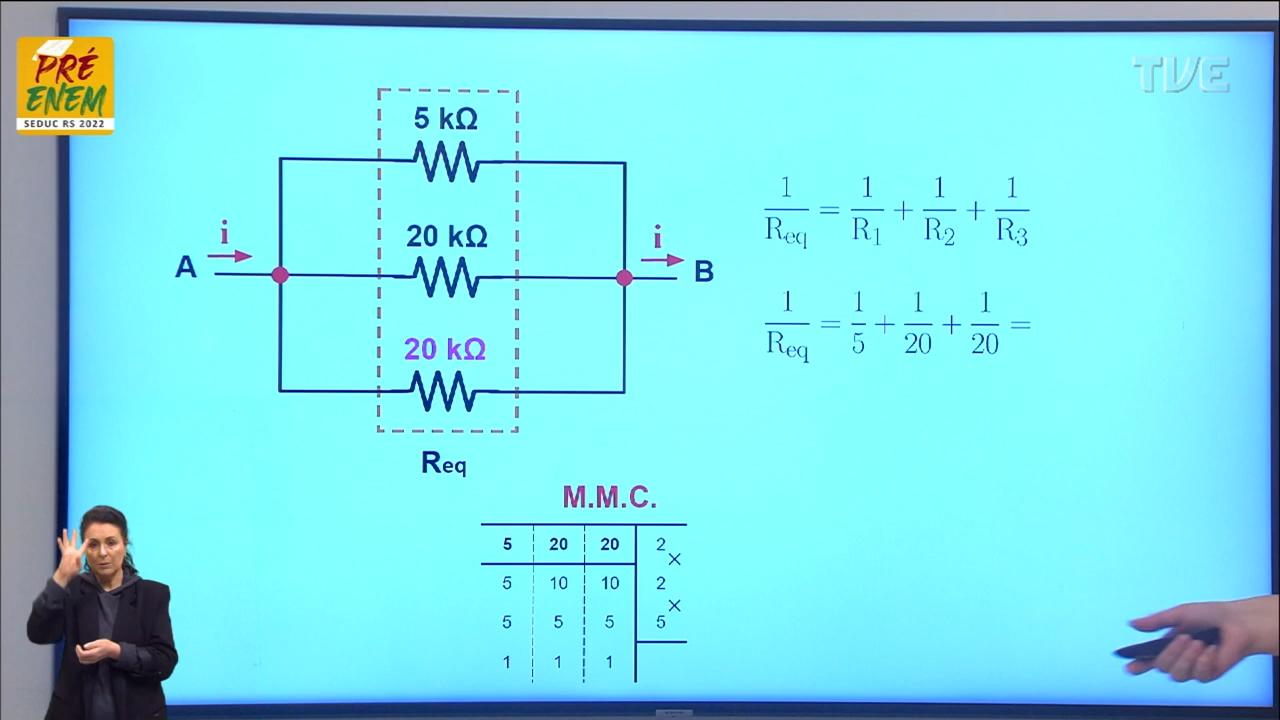 PRÉ
ENEM
SEDUC RS 2022
TVE
5 kΩ
20 kΩ
20 kΩ
A
i
i
B
Req
1/Req = 1/R1 + 1/R2 + 1/R3
1/Req = 1/5 + 1/20 + 1/20 =
M.M.C.
5 20 20 2
×
5 10 10 2
×
5 5 5 5
1 1 1